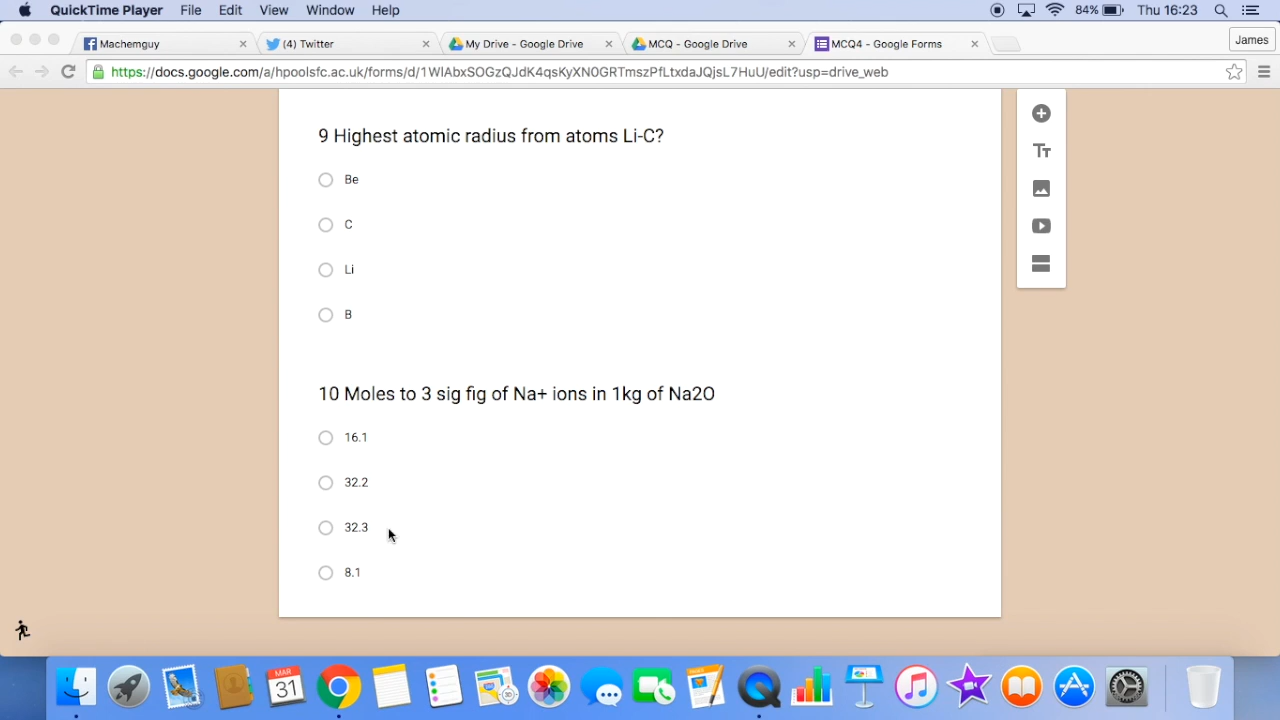 QuickTime Player File Edit View Window Help 84% Thu 16:23
Machemguy (4) Twitter My Drive - Google Drive MCQ - Google Drive MCQ4 - Google Forms James
https://docs.google.com/a/hpoolsfc.ac.uk/forms/d/1WlAbxSOGzQJdK4qsKyXN0GRTmszPfLtxdaJQjsL7HuU/edit?usp=drive_web
9 Highest atomic radius from atoms Li-C?
Be
C
Li
B
10 Moles to 3 sig fig of Na+ ions in 1kg of Na2O
16.1
32.2
32.3
8.1
MAR
31
PAGES